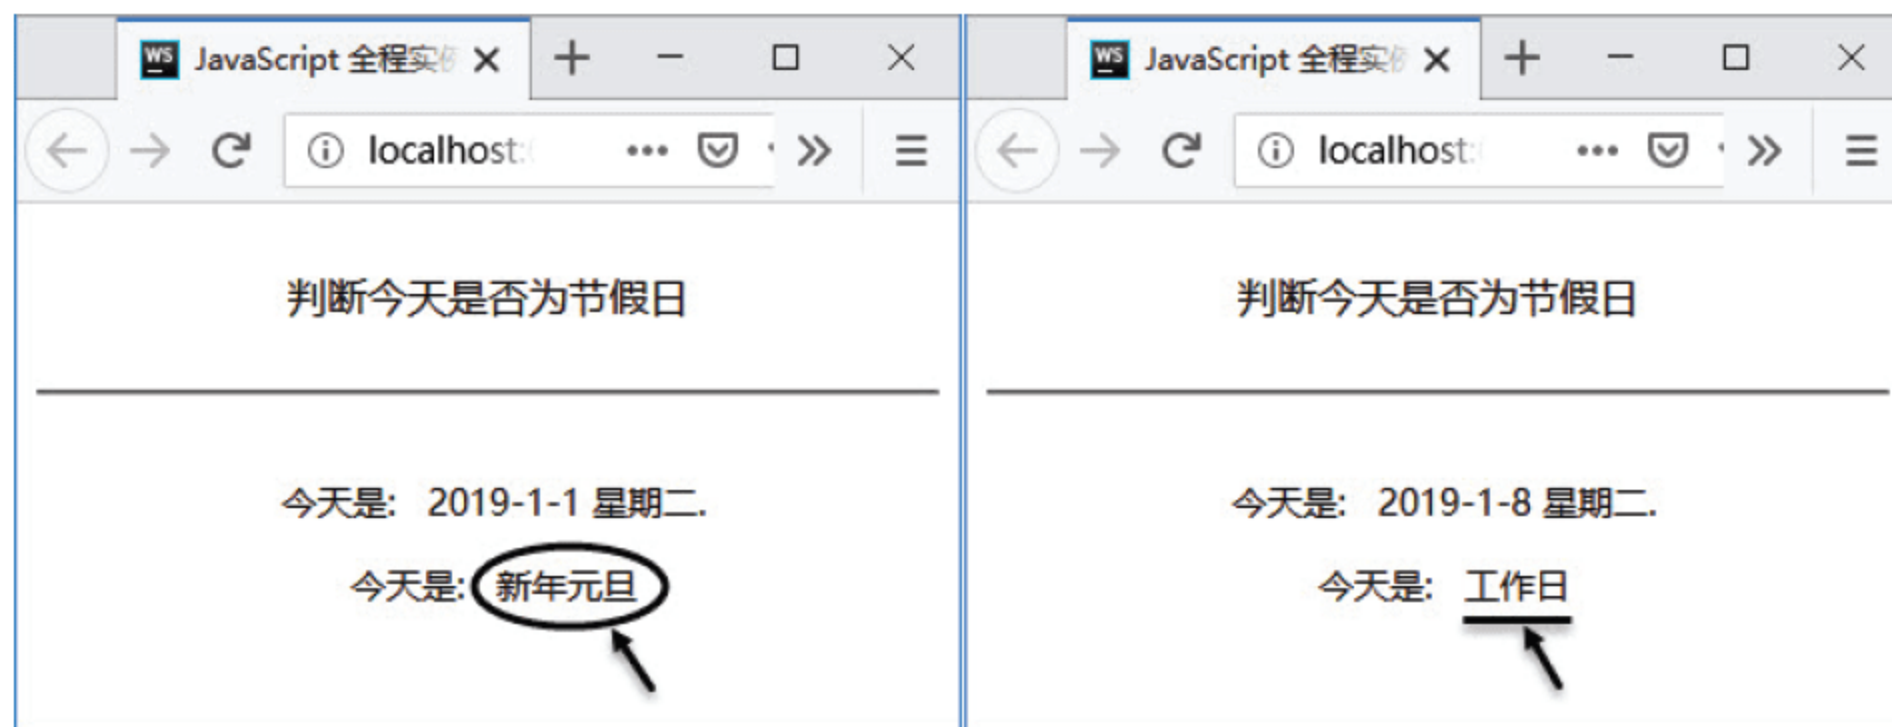 WS JavaScript 全程实
localhost:
判断今天是否为节假日
今天是: 2019-1-1 星期二.
今天是: 新年元旦
WS JavaScript 全程实
localhost:
判断今天是否为节假日
今天是: 2019-1-8 星期二.
今天是: 工作日